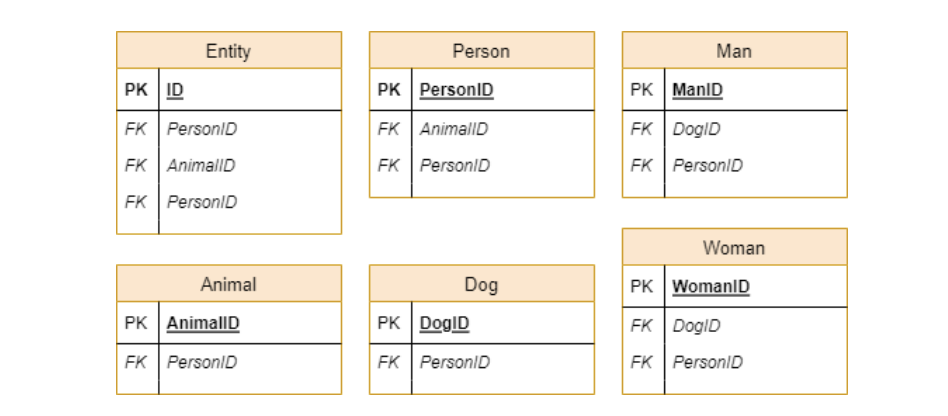 Entity
PK ID
FK PersonID
FK AnimalID
FK PersonID
Person
PK PersonID
FK AnimalID
FK PersonID
Man
PK ManID
FK DogID
FK PersonID
Animal
PK AnimalID
FK PersonID
Dog
PK DogID
FK PersonID
Woman
PK WomanID
FK DogID
FK PersonID